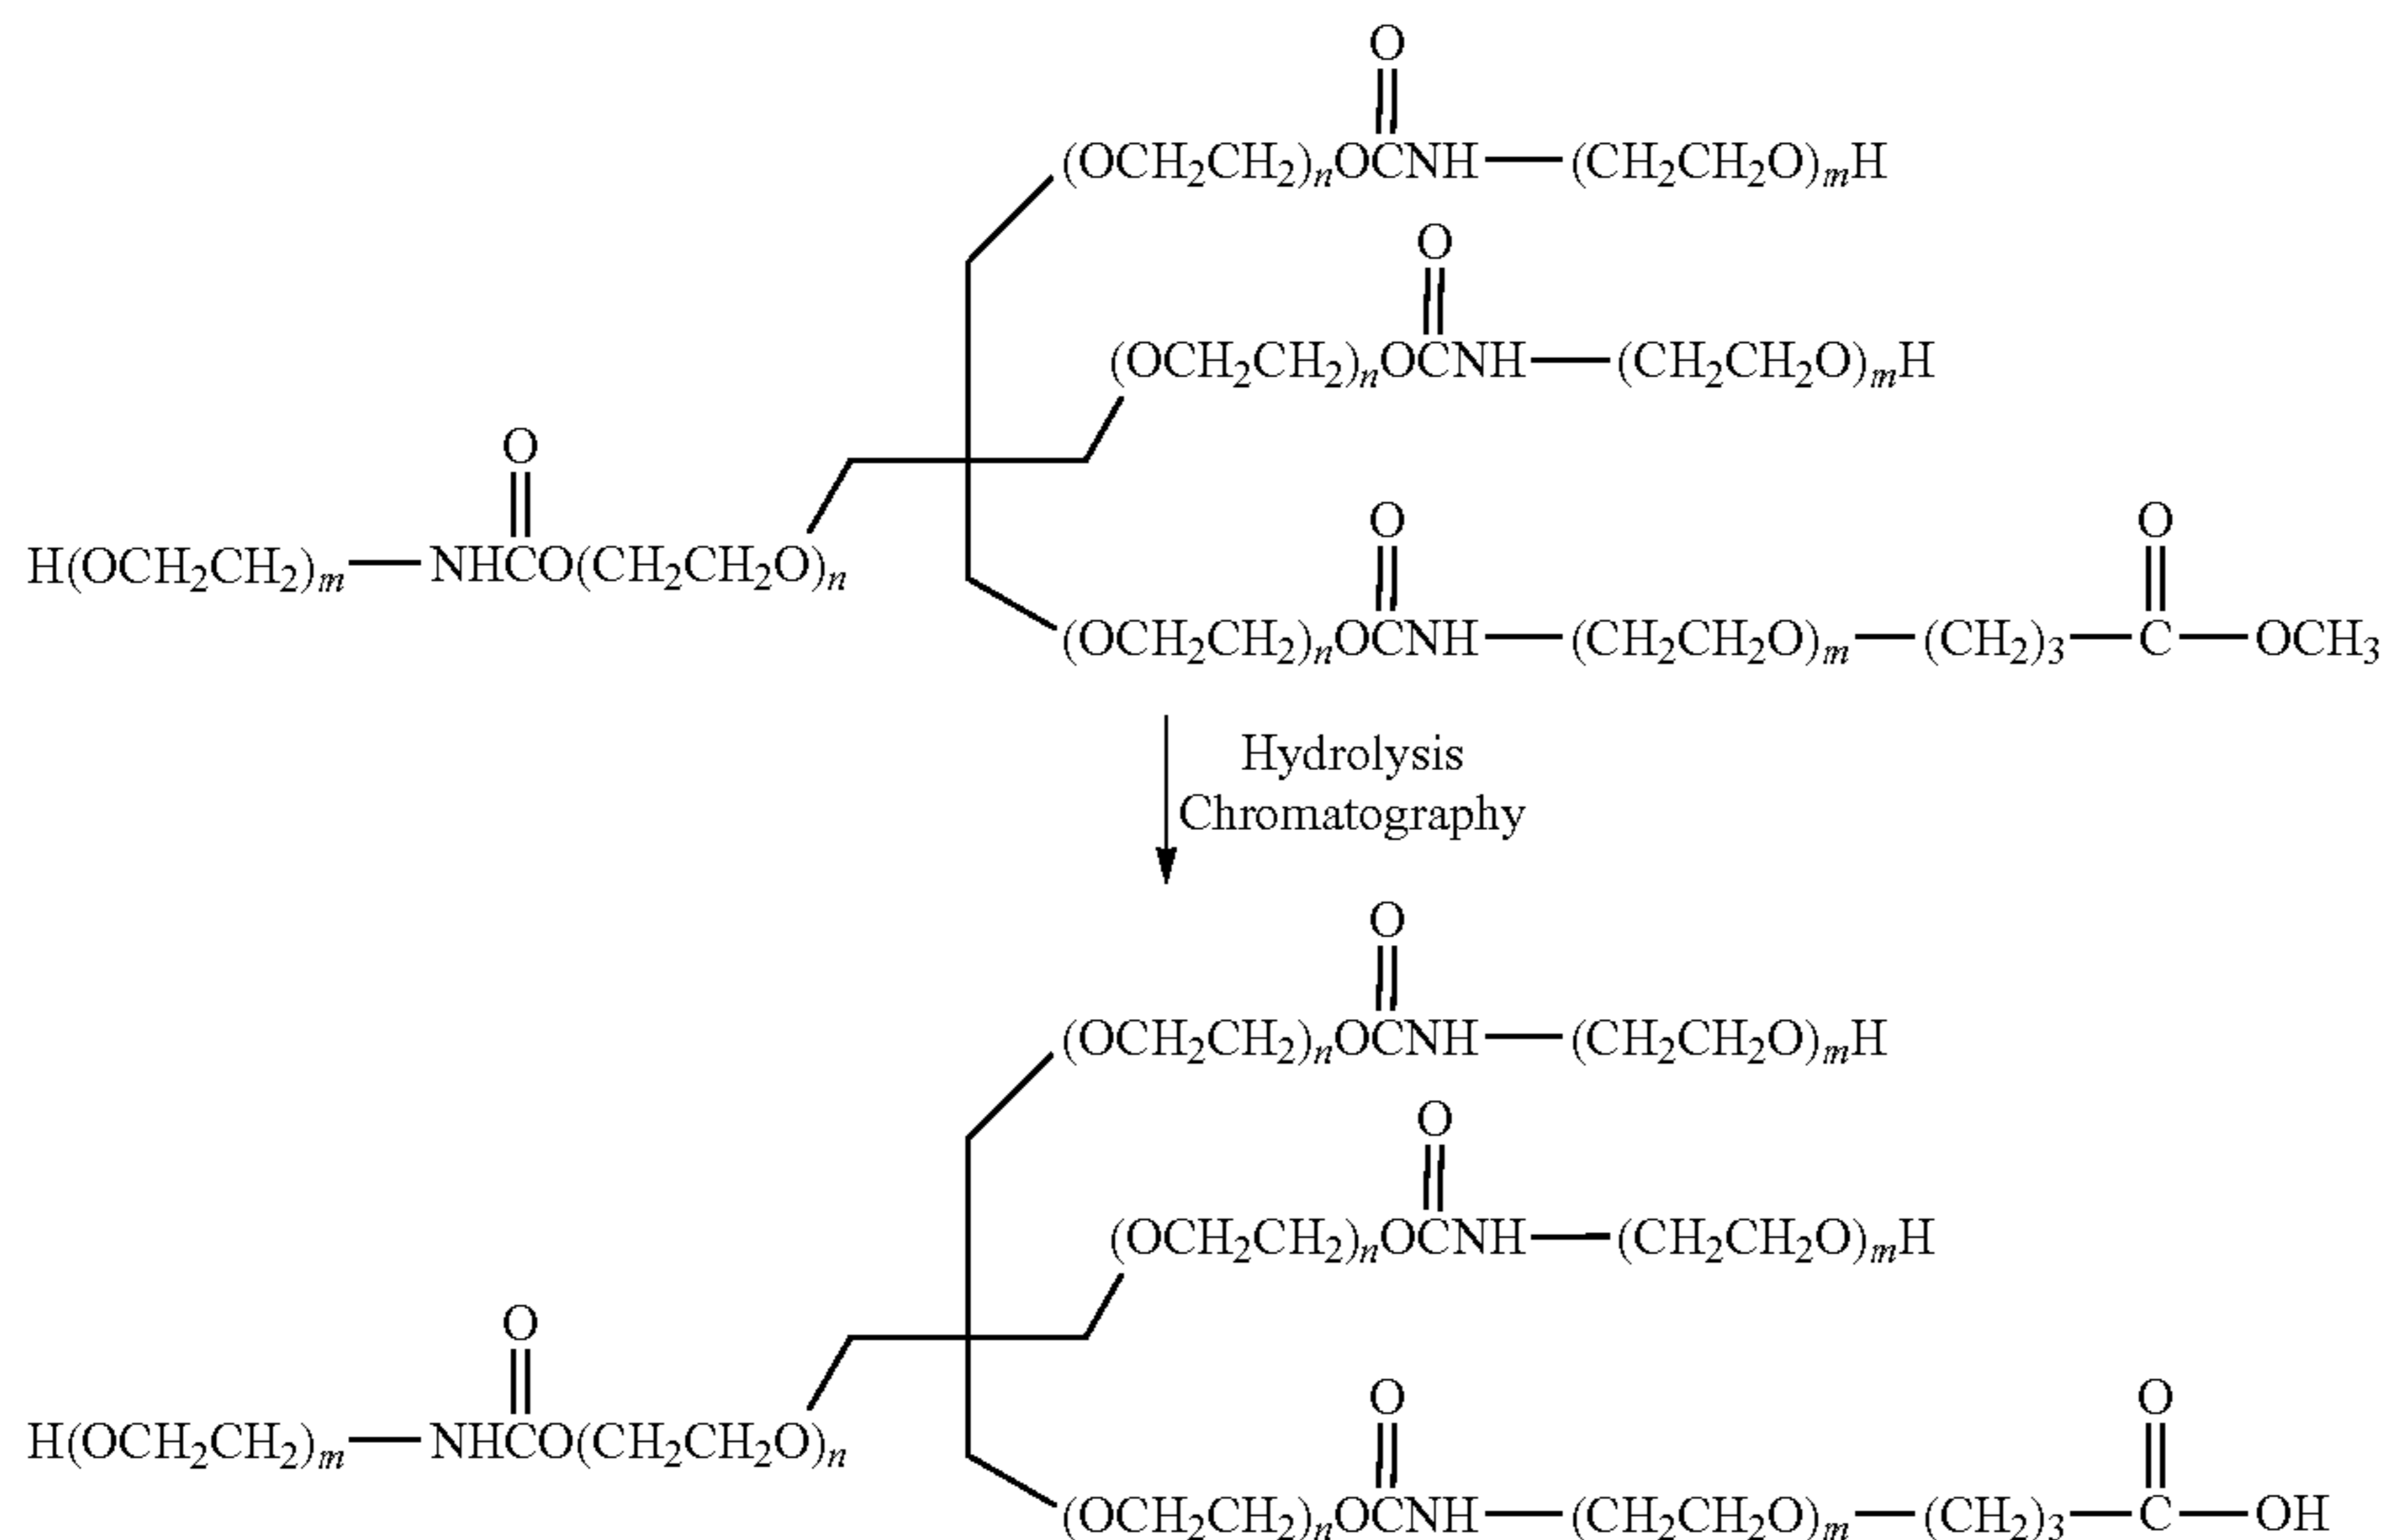 O
(OCH₂CH₂)ₙOCNH—(CH₂CH₂O)ₘH
O
(OCH₂CH₂)ₙOCNH—(CH₂CH₂O)ₘH
O
H(OCH₂CH₂)ₘ—NHCO(CH₂CH₂O)ₙ
O O
(OCH₂CH₂)ₙOCNH—(CH₂CH₂O)ₘ—(CH₂)₃—C—OCH₃
Hydrolysis
Chromatography
O
(OCH₂CH₂)ₙOCNH—(CH₂CH₂O)ₘH
O
(OCH₂CH₂)ₙOCNH—(CH₂CH₂O)ₘH
O
H(OCH₂CH₂)ₘ—NHCO(CH₂CH₂O)ₙ
O O
(OCH₂CH₂)ₙOCNH—(CH₂CH₂O)ₘ—(CH₂)₃—C—OH